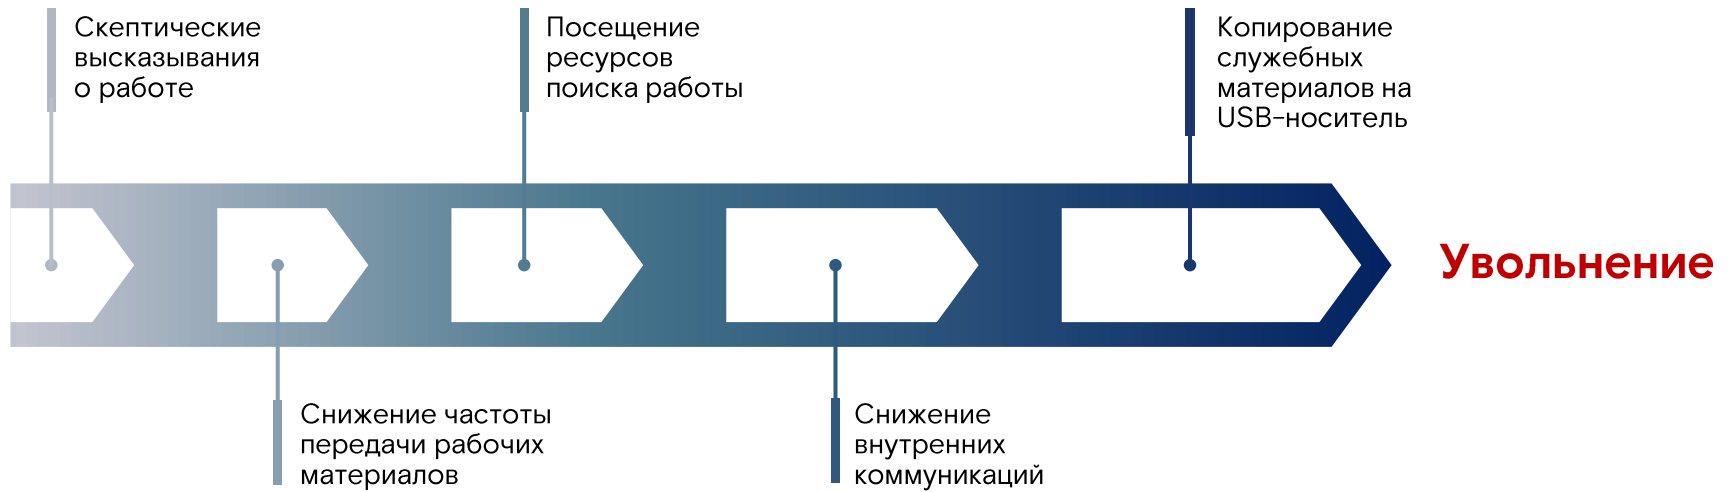 Скептические
высказывания
о работе
Посещение
ресурсов
поиска работы
Копирование
служебных
материалов на
USB-носитель
Увольнение
Снижение частоты
передачи рабочих
материалов
Снижение
внутренних
коммуникаций